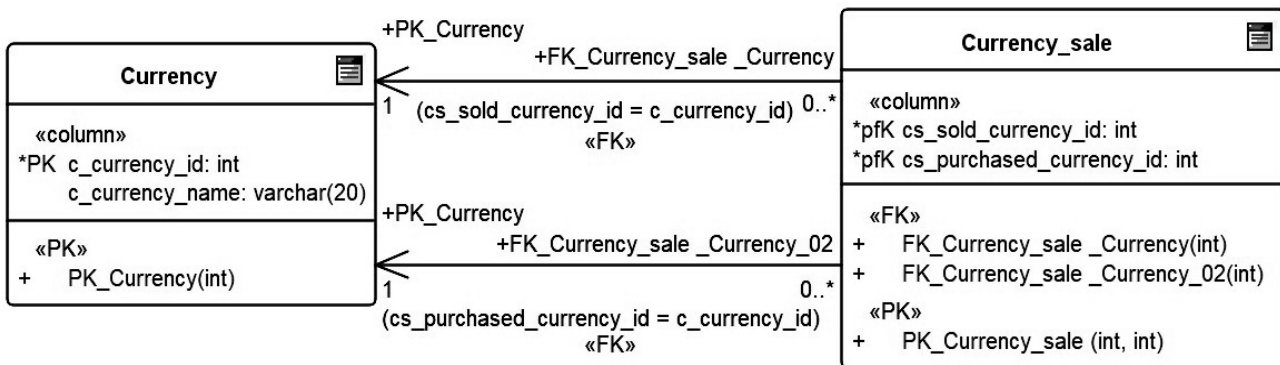 Currency
«column»
*PK c_currency_id: int
c_currency_name: varchar(20)
«PK»
+ PK_Currency(int)
+PK_Currency
+FK_Currency_sale _Currency
1
0..*
(cs_sold_currency_id = c_currency_id)
«FK»
+PK_Currency
+FK_Currency_sale _Currency_02
1
0..*
(cs_purchased_currency_id = c_currency_id)
«FK»
Currency_sale
«column»
*pfK cs_sold_currency_id: int
*pfK cs_purchased_currency_id: int
«FK»
+ FK_Currency_sale _Currency(int)
+ FK_Currency_sale _Currency_02(int)
«PK»
+ PK_Currency_sale (int, int)